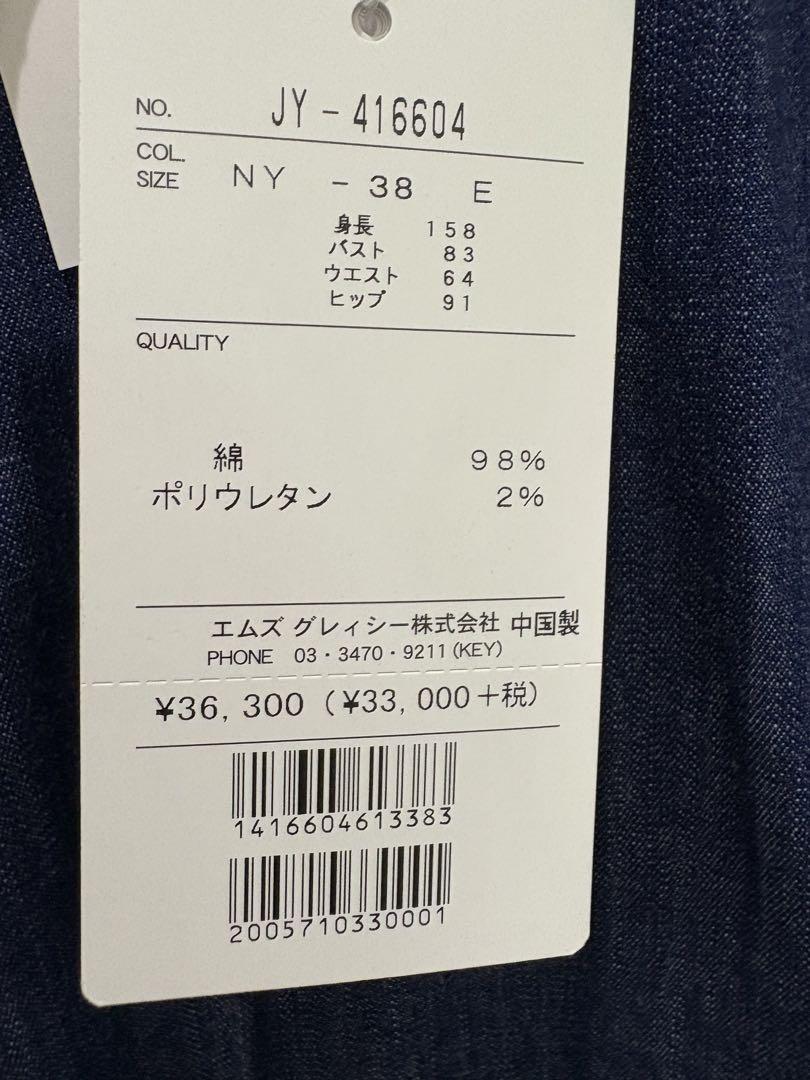 NO. JY-416604
COL.
SIZE NY -38 E
身長 158
バスト 83
ウエスト 64
ヒップ 91
QUALITY
綿 98%
ポリウレタン 2%
エムズ グレィシー株式会社 中国製
PHONE 03・3470・9211(KEY)
¥36,300(¥33,000+税)
1416604613383
2005710330001